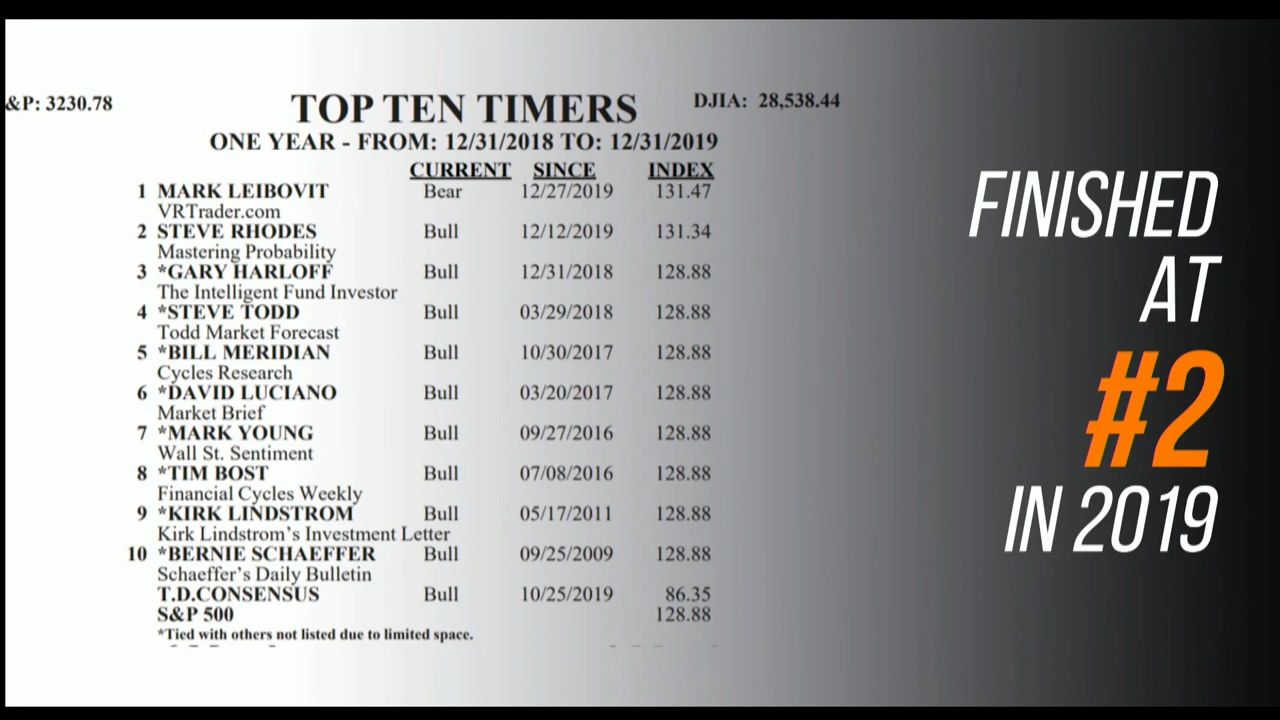 &P: 3230.78
TOP TEN TIMERS
DJIA: 28,538.44
ONE YEAR - FROM: 12/31/2018 TO: 12/31/2019
CURRENT SINCE INDEX
1 MARK LEIBOVIT Bear 12/27/2019 131.47
VRTrader.com
2 STEVE RHODES Bull 12/12/2019 131.34
Mastering Probability
3 *GARY HARLOFF Bull 12/31/2018 128.88
The Intelligent Fund Investor
4 *STEVE TODD Bull 03/29/2018 128.88
Todd Market Forecast
5 *BILL MERIDIAN Bull 10/30/2017 128.88
Cycles Research
6 *DAVID LUCIANO Bull 03/20/2017 128.88
Market Brief
7 *MARK YOUNG Bull 09/27/2016 128.88
Wall St. Sentiment
8 *TIM BOST Bull 07/08/2016 128.88
Financial Cycles Weekly
9 *KIRK LINDSTROM Bull 05/17/2011 128.88
Kirk Lindstrom's Investment Letter
10 *BERNIE SCHAEFFER Bull 09/25/2009 128.88
Schaeffer's Daily Bulletin
T.D.CONSENSUS Bull 10/25/2019 86.35
S&P 500 128.88
*Tied with others not listed due to limited space.
FINISHED
AT
#2
IN 2019